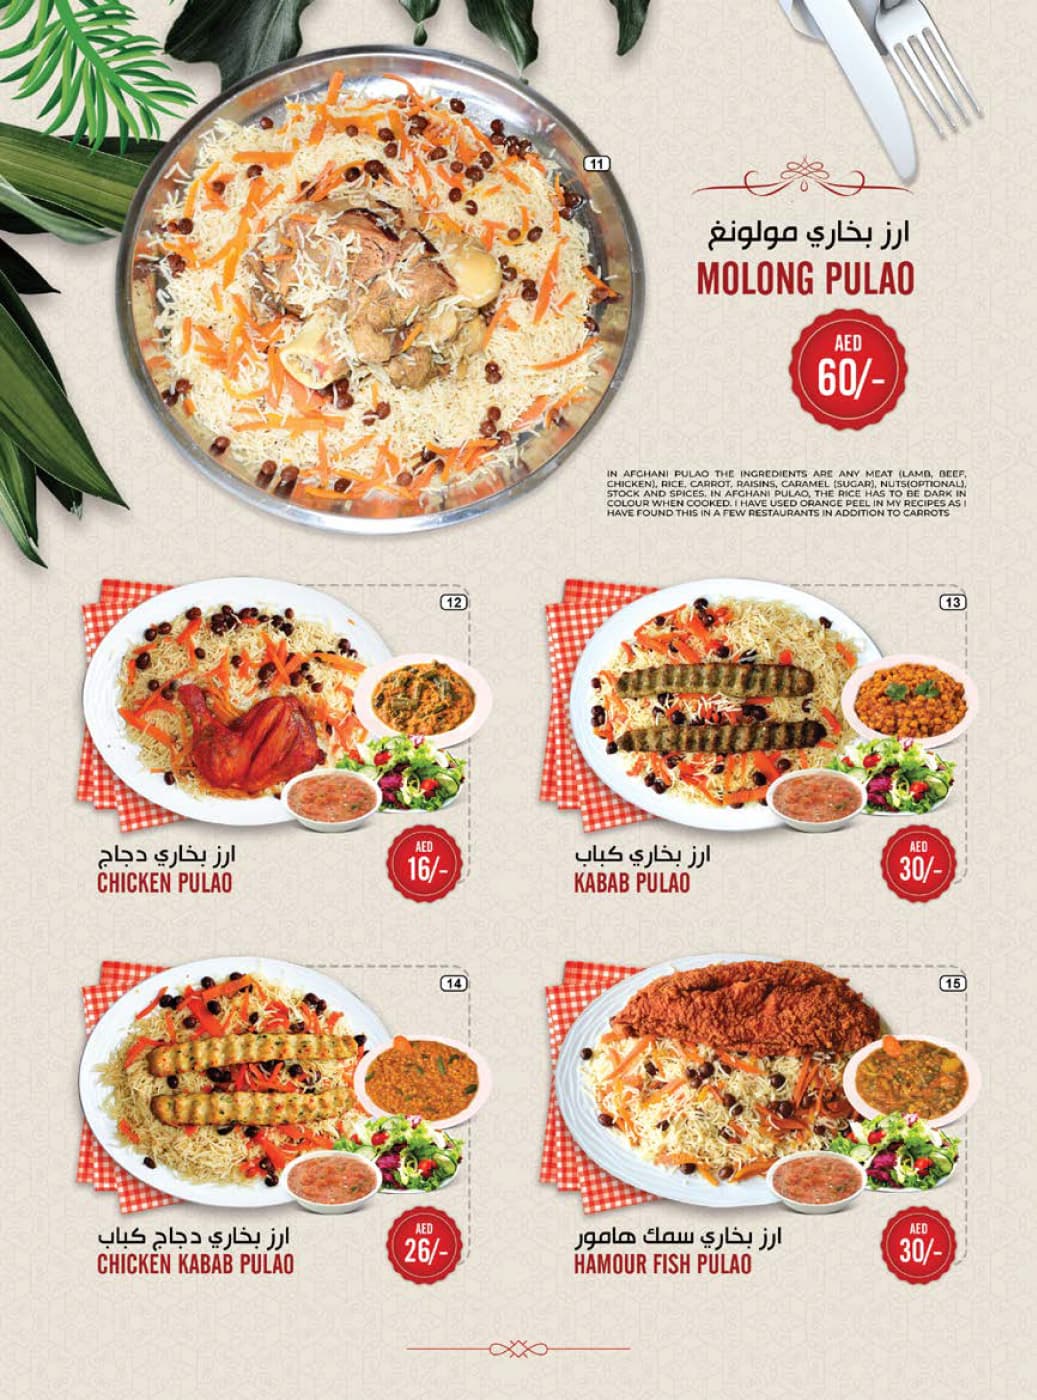 11
ارز بخاري مولونغ
MOLONG PULAO
AED
60/-
IN AFGHANI PULAO THE INGREDIENTS ARE ANY MEAT (LAMB, BEEF,
CHICKEN), RICE, CARROT, RAISINS, CARAMEL (SUGAR), NUTS(OPTIONAL),
STOCK AND SPICES. IN AFGHANI PULAO, THE RICE HAS TO BE DARK IN
COLOUR WHEN COOKED. I HAVE USED ORANGE PEEL IN MY RECIPES AS I
HAVE FOUND THIS IN A FEW RESTAURANTS IN ADDITION TO CARROTS
12
ارز بخاري دجاج
CHICKEN PULAO
AED
16/-
13
ارز بخاري كباب
KABAB PULAO
AED
30/-
14
ارز بخاري دجاج كباب
CHICKEN KABAB PULAO
AED
26/-
15
ارز بخاري سمك هامور
HAMOUR FISH PULAO
AED
30/-